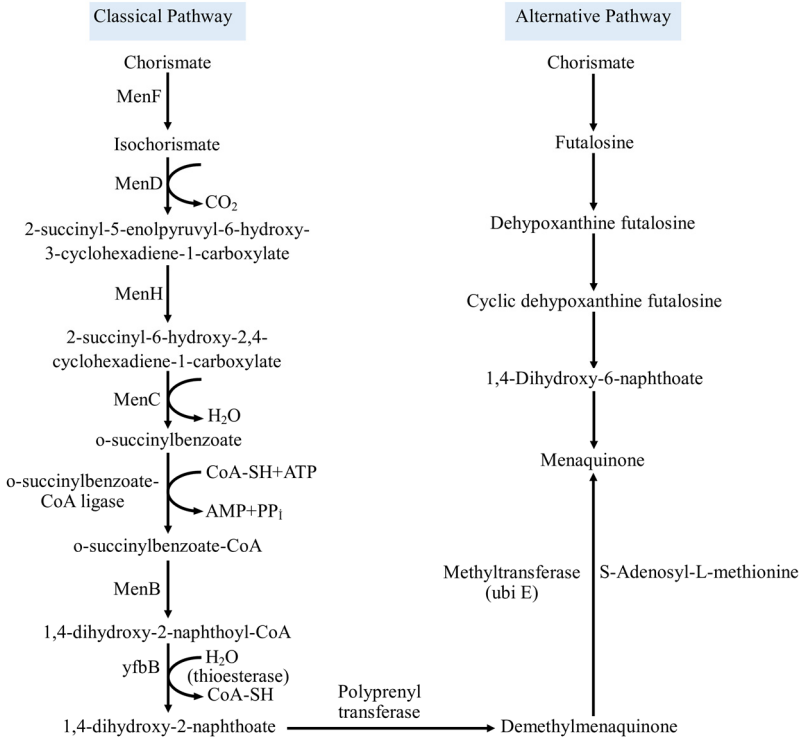 Classical Pathway
Chorismate
MenF
Isochorismate
MenD
CO2
2-succinyl-5-enolpyruvyl-6-hydroxy-
3-cyclohexadiene-1-carboxylate
MenH
2-succinyl-6-hydroxy-2,4-
cyclohexadiene-1-carboxylate
MenC
H2O
o-succinylbenzoate
o-succinylbenzoate-
CoA ligase
CoA-SH+ATP
AMP+PPi
o-succinylbenzoate-CoA
MenB
1,4-dihydroxy-2-naphthoyl-CoA
yfbB
H2O
(thioesterase)
CoA-SH
1,4-dihydroxy-2-naphthoate
Polyprenyl
transferase
Alternative Pathway
Chorismate
Futalosine
Dehypoxanthine futalosine
Cyclic dehypoxanthine futalosine
1,4-Dihydroxy-6-naphthoate
Menaquinone
Methyltransferase
(ubi E)
S-Adenosyl-L-methionine
Demethylmenaquinone